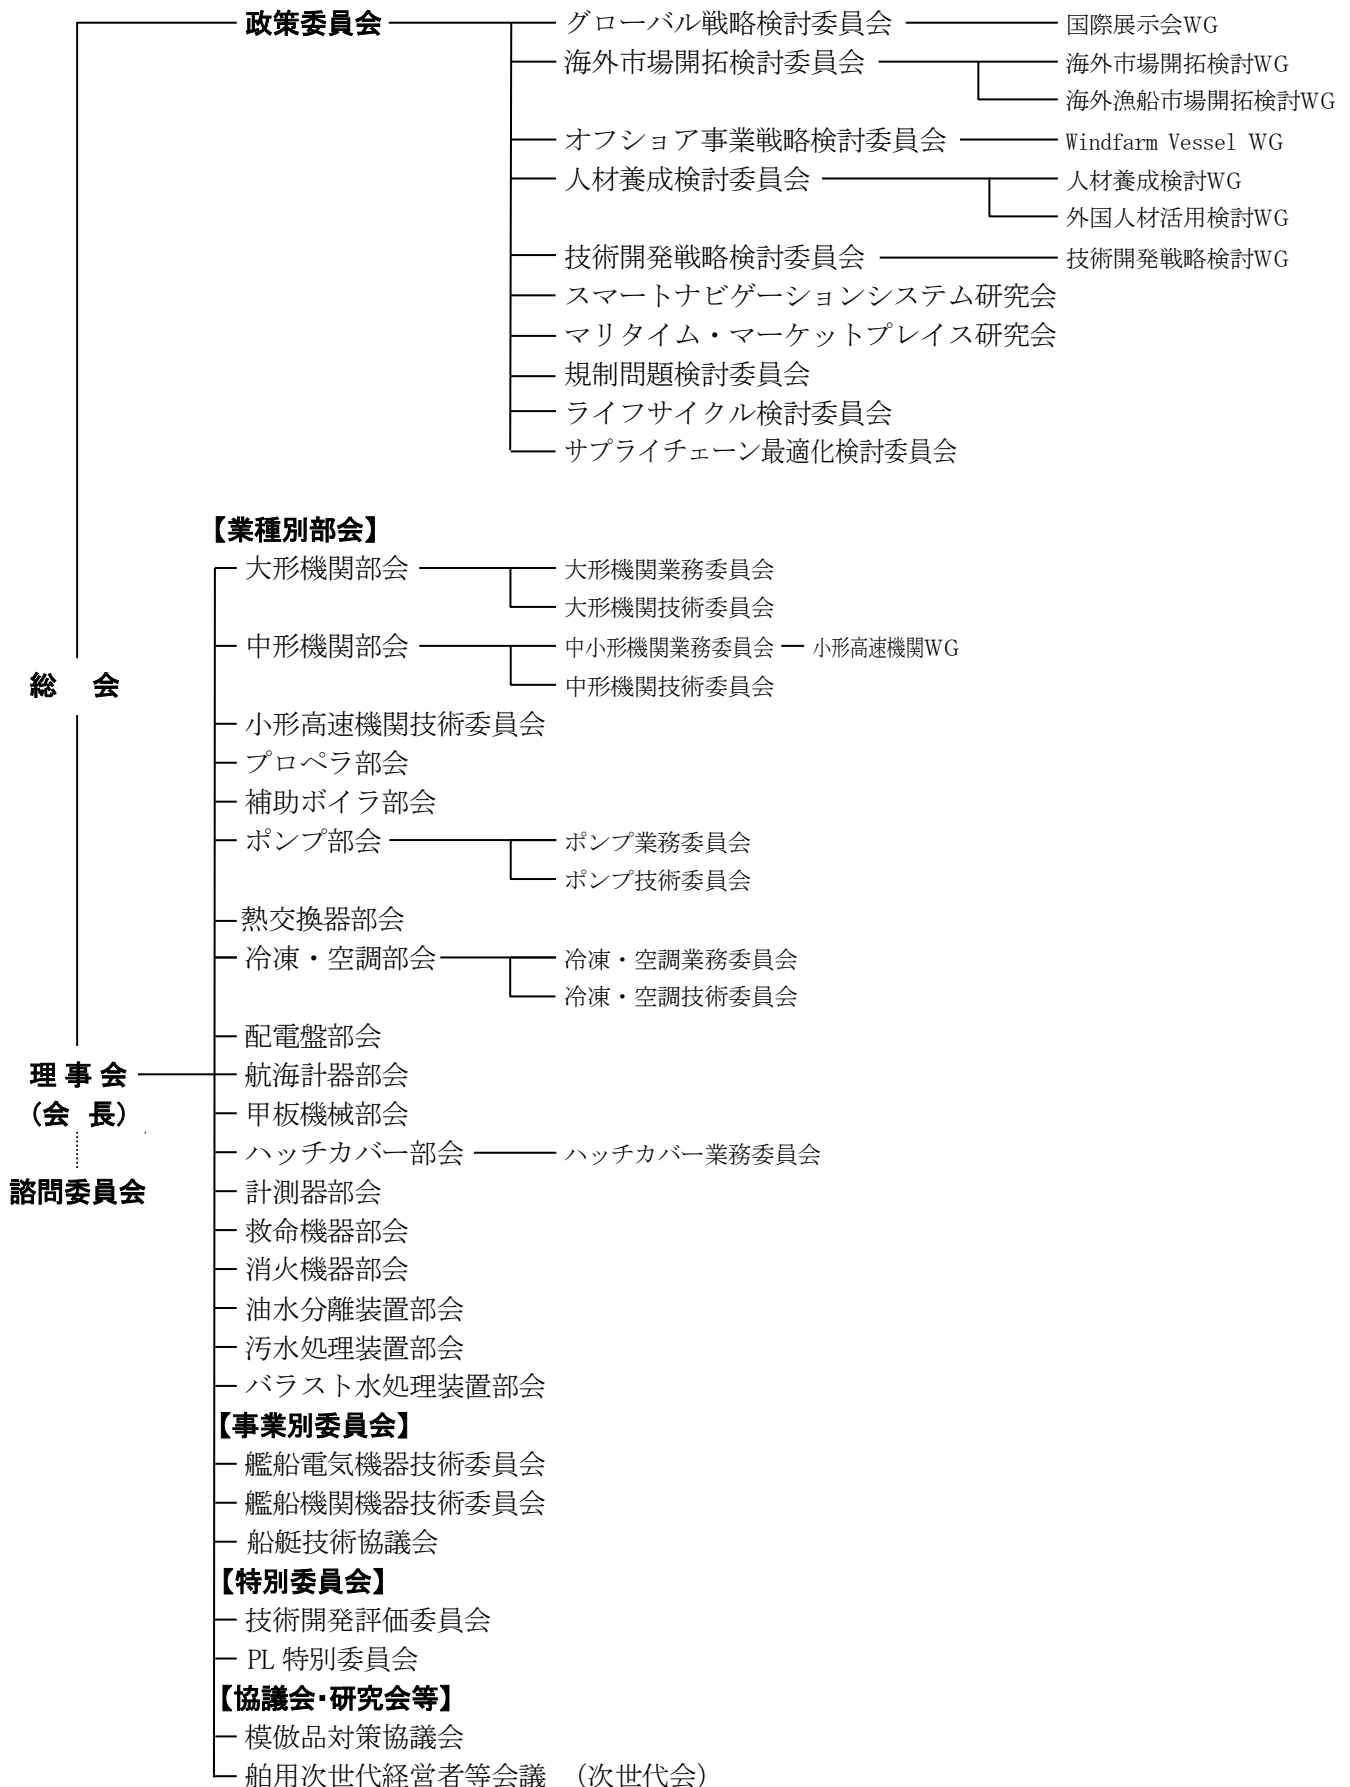 政策委員会 グローバル戦略検討委員会 国際展示会WG
海外市場開拓検討委員会 海外市場開拓検討WG
海外漁船市場開拓検討WG
オフショア事業戦略検討委員会 Windfarm Vessel WG
人材養成検討委員会 人材養成検討WG
外国人材活用検討WG
技術開発戦略検討委員会 技術開発戦略検討WG
スマートナビゲーションシステム研究会
マリタイム・マーケットプレイス研究会
規制問題検討委員会
ライフサイクル検討委員会
サプライチェーン最適化検討委員会
【業種別部会】
大形機関部会 大形機関業務委員会
大形機関技術委員会
中形機関部会 中小形機関業務委員会 小形高速機関WG
総 会 中形機関技術委員会
小形高速機関技術委員会
プロペラ部会
補助ボイラ部会
ポンプ部会 ポンプ業務委員会
ポンプ技術委員会
熱交換器部会
冷凍・空調部会 冷凍・空調業務委員会
冷凍・空調技術委員会
配電盤部会
理事会 航海計器部会
(会 長) 甲板機械部会
ハッチカバー部会 ハッチカバー業務委員会
諮問委員会 計測器部会
救命機器部会
消火機器部会
油水分離装置部会
汚水処理装置部会
バラスト水処理装置部会
【事業別委員会】
艦船電気機器技術委員会
艦船機関機器技術委員会
船艇技術協議会
【特別委員会】
技術開発評価委員会
PL 特別委員会
【協議会・研究会等】
模倣品対策協議会
舶用次世代経営者等会議 (次世代会)